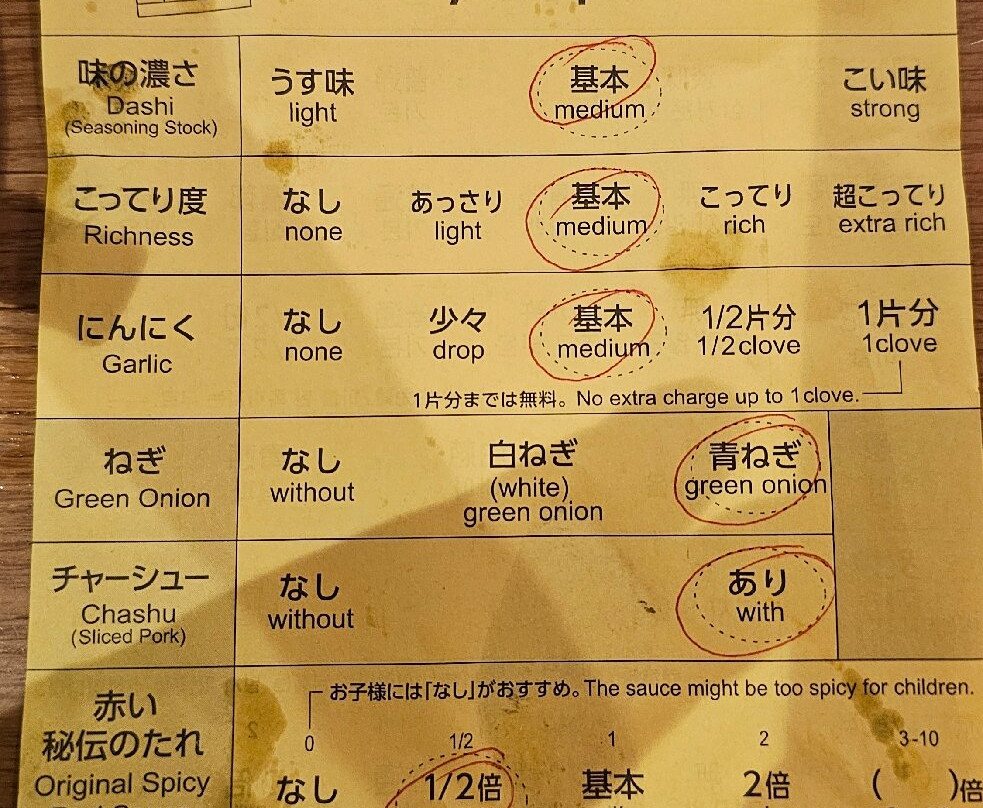 味の濃さ
Dashi
(Seasoning Stock)
うす味
light
基本
medium
こい味
strong
こってり度
Richness
なし
none
あっさり
light
基本
medium
こってり
rich
超こってり
extra rich
にんにく
Garlic
なし
none
少々
drop
基本
medium
1/2片分
1/2clove
1片分
1clove
1片分までは無料。No extra charge up to 1clove.
ねぎ
Green Onion
なし
without
白ねぎ
(white)
green onion
青ねぎ
green onion
チャーシュー
Chashu
(Sliced Pork)
なし
without
あり
with
赤い
秘伝のたれ
Original Spicy
お子様には「なし」がおすすめ。The sauce might be too spicy for children.
0
なし
1/2
1/2倍
1
基本
2
2倍
3-10
( )倍